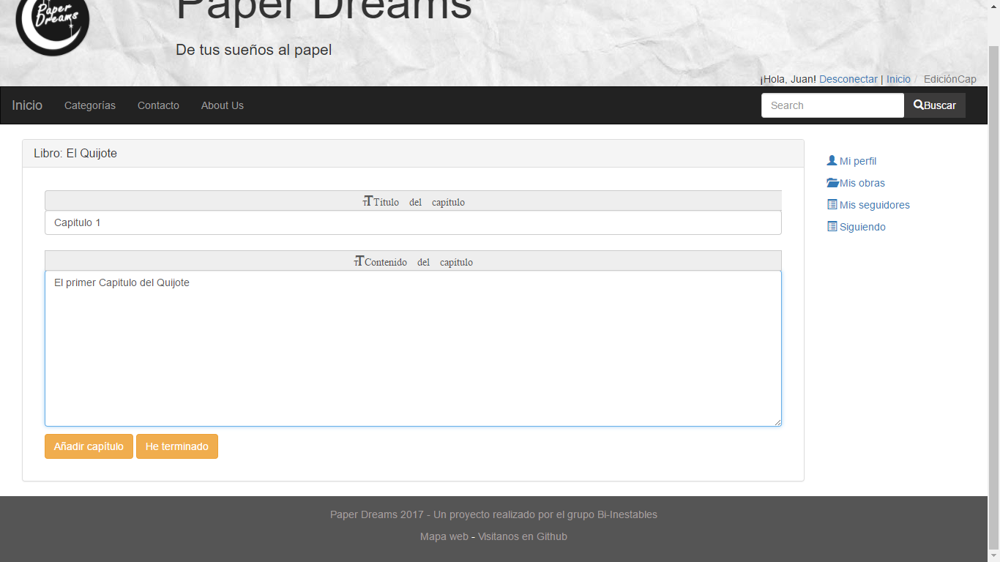 Paper Dreams
Paper Dreams
De tus sueños al papel
¡Hola, Juan! Desconectar | Inicio / EdiciónCap
Inicio Categorías Contacto About Us Search Buscar
Libro: El Quijote
Título del capítulo
Capitulo 1
Contenido del capítulo
El primer Capitulo del Quijote
Añadir capítulo He terminado
Mi perfil
Mis obras
Mis seguidores
Siguiendo
Paper Dreams 2017 - Un proyecto realizado por el grupo Bi-Inestables
Mapa web - Visitanos en Github